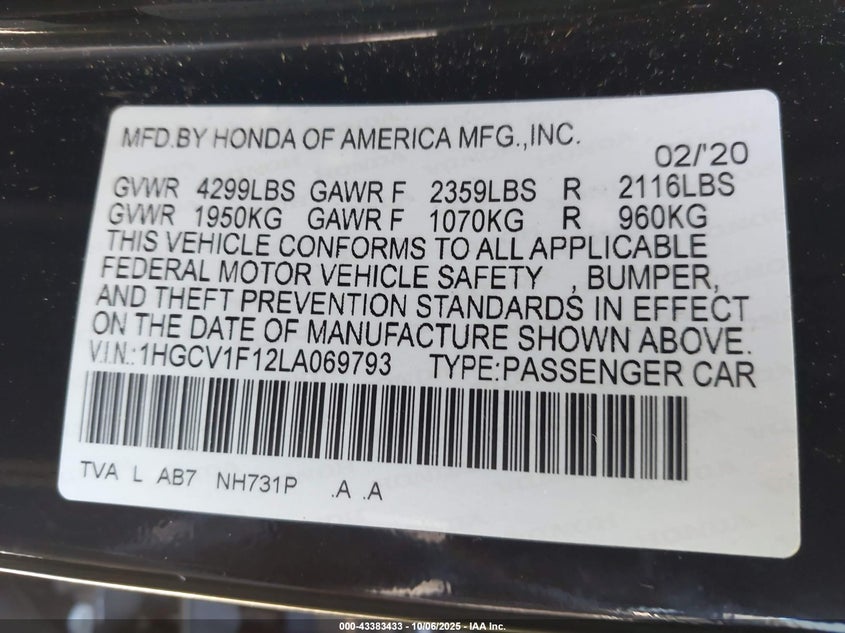 MFD.BY HONDA OF AMERICA MFG.,INC.
02/'20
GVWR 4299LBS GAWR F 2359LBS R 2116LBS
GVWR 1950KG GAWR F 1070KG R 960KG
THIS VEHICLE CONFORMS TO ALL APPLICABLE
FEDERAL MOTOR VEHICLE SAFETY , BUMPER,
AND THEFT PREVENTION STANDARDS IN EFFECT
ON THE DATE OF MANUFACTURE SHOWN ABOVE.
V.I.N.:1HGCV1F12LA069793 TYPE:PASSENGER CAR
TVA L AB7 NH731P .A .A
000-43383433 - 10/06/2025 - IAA Inc.